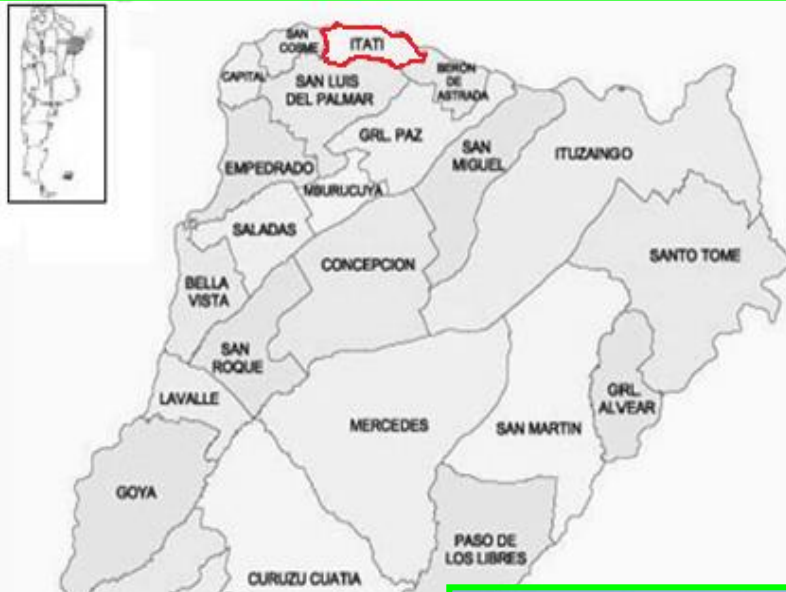 SAN
COSME
ITATI
CAPITAL
SAN LUIS
DEL PALMAR
BERÓN
DE
ASTRADA
GRL. PAZ
SAN
MIGUEL
ITUZAINGO
EMPEDRADO
MBURUCUYA
SALADAS
CONCEPCION
SANTO TOME
BELLA
VISTA
SAN
ROQUE
LAVALLE
MERCEDES
SAN MARTIN
GRL.
ALVEAR
GOYA
PASO DE
LOS LIBRES
CURUZU CUATIA